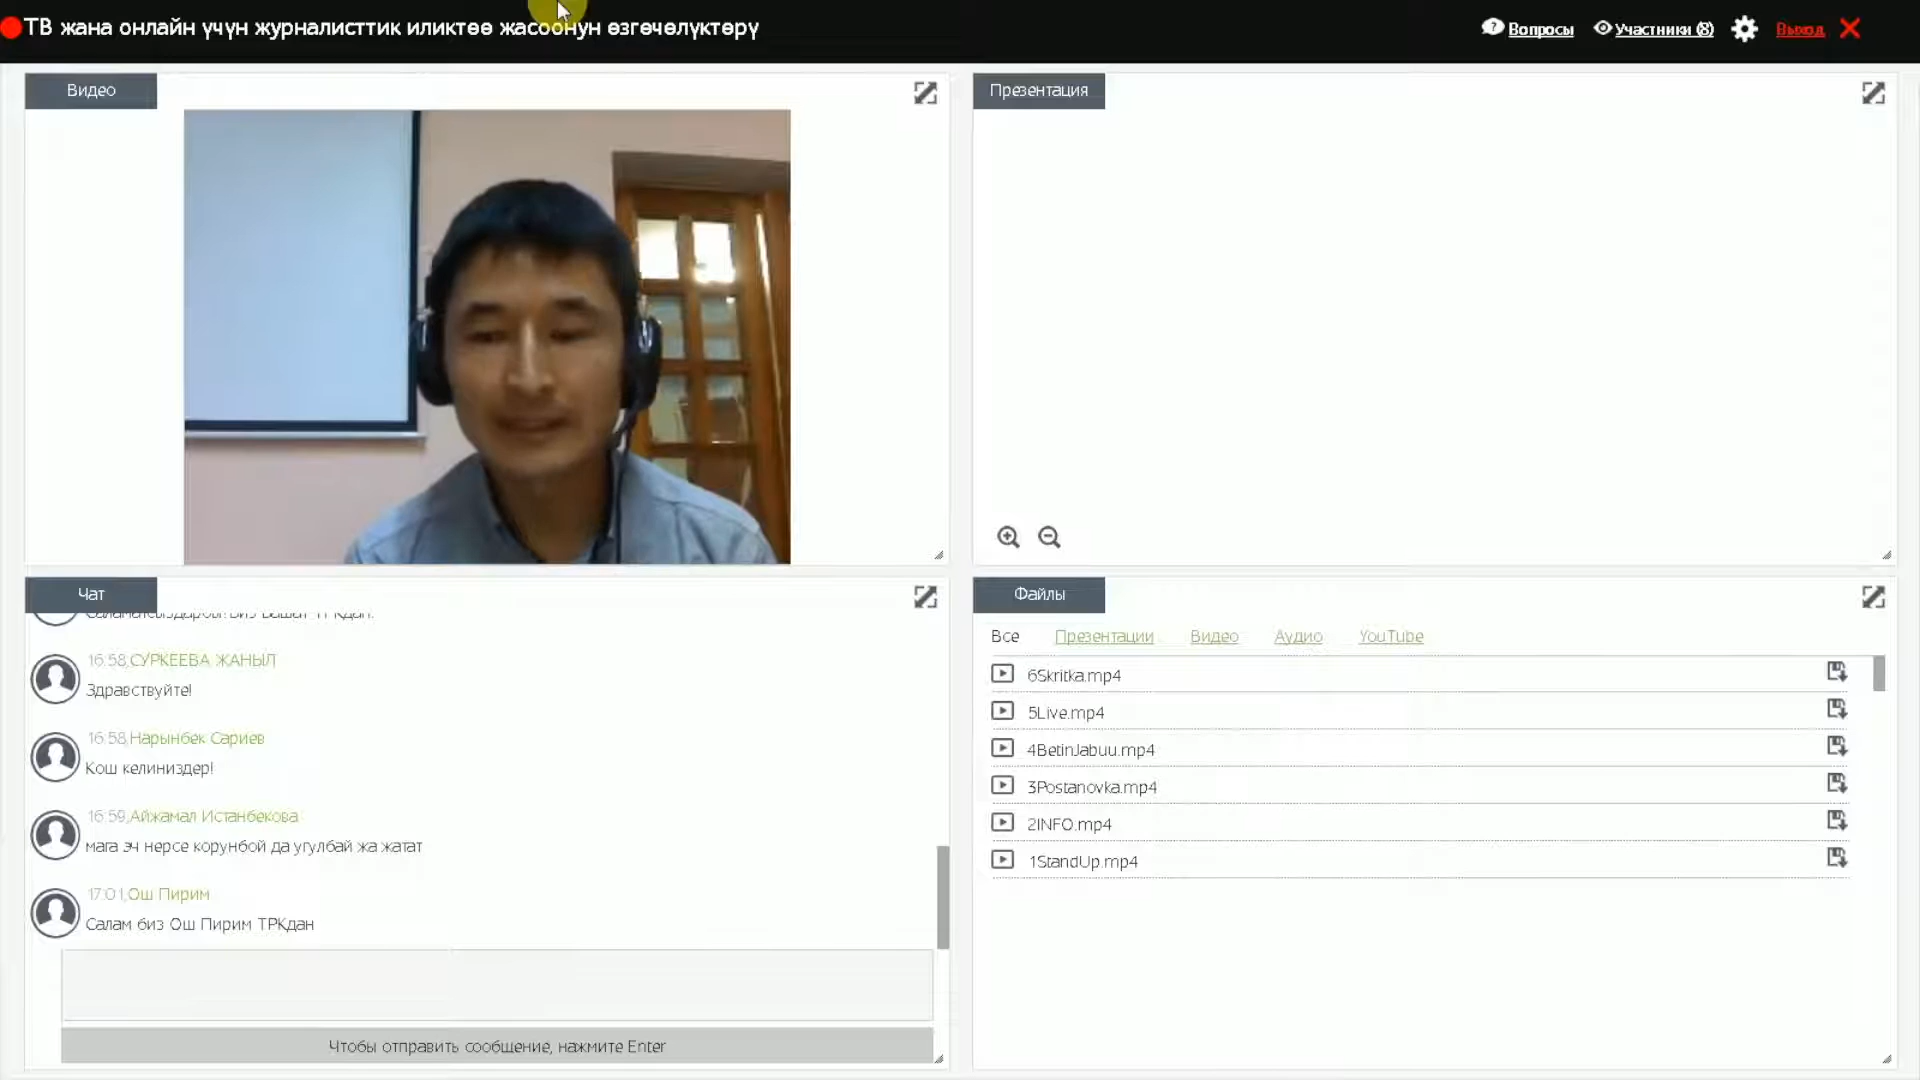 ТВ жана онлайн үчүн журналисттик иликтөө жасоонун өзгөчөлүктөрү
Вопросы
Участники (8)
Выход
Видео
Презентация
Чат
16:58,СУРКЕЕВА ЖАНЫЛ
Здравствуйте!
16:58,Нарынбек Сариев
Кош келиниздер!
16:59,Айжамал Истанбекова
мага эч нерсе корунбой да угулбай жа жатат
17:01,Ош Пирим
Салам биз Ош Пирим ТРКдан
Чтобы отправить сообщение, нажмите Enter
Файлы
Все Презентации Видео Аудио YouTube
6Skritka.mp4
5Live.mp4
4BetinJabuu.mp4
3Postanovka.mp4
2INFO.mp4
1StandUp.mp4